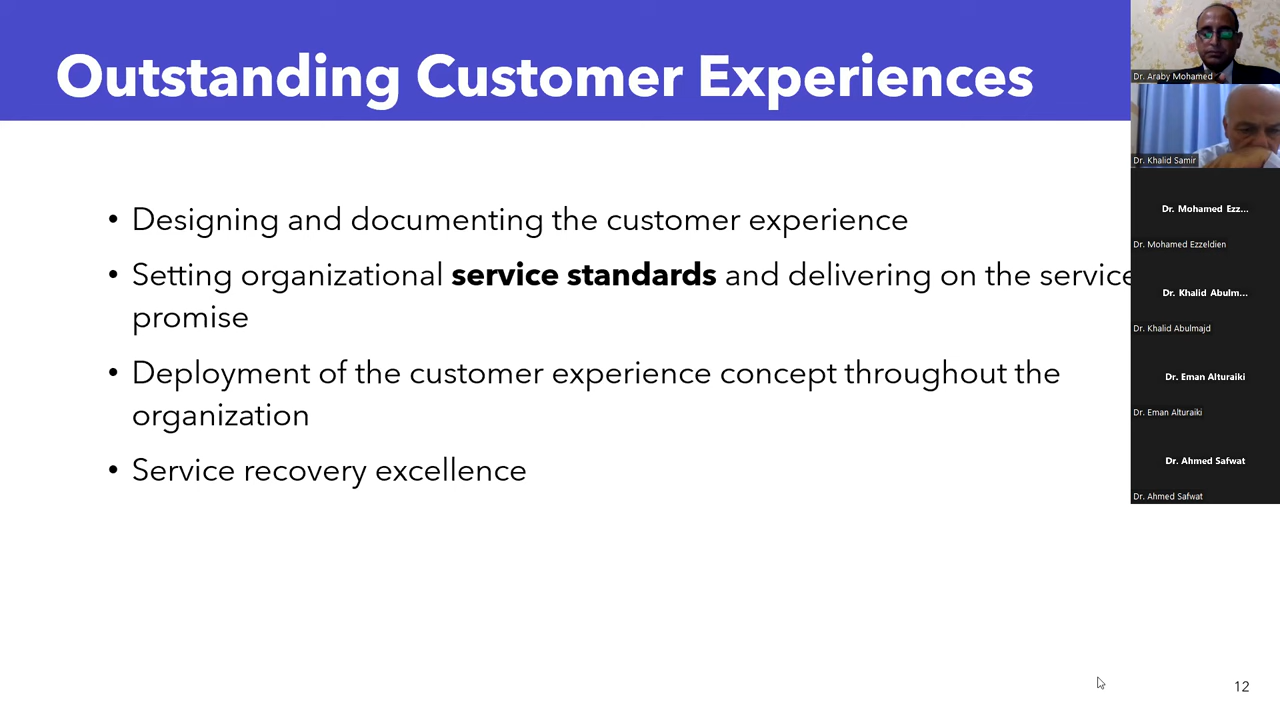 Outstanding Customer Experiences
• Designing and documenting the customer experience
• Setting organizational service standards and delivering on the service
promise
• Deployment of the customer experience concept throughout the
organization
• Service recovery excellence
12
Dr. Araby Mohamed
Dr. Khalid Samir
Dr. Mohamed Ezz...
Dr. Mohamed Ezzeldien
Dr. Khalid Abulm...
Dr. Khalid Abulmajd
Dr. Eman Alturaiki
Dr. Eman Alturaiki
Dr. Ahmed Safwat
Dr. Ahmed Safwat